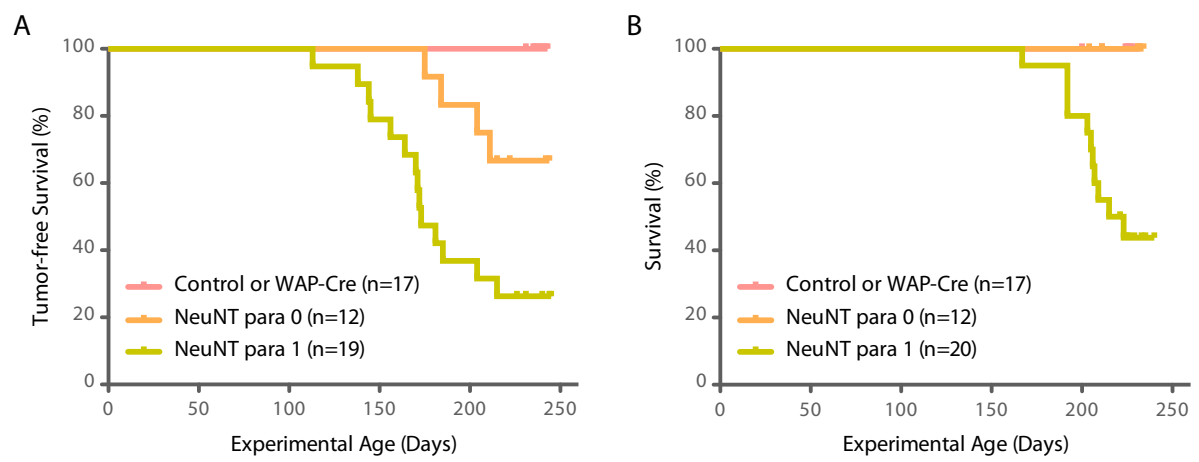 A
Tumor-free Survival (%)
100
80
60
40
20
0
Control or WAP-Cre (n=17)
NeuNT para 0 (n=12)
NeuNT para 1 (n=19)
0 50 100 150 200 250
Experimental Age (Days)
B
Survival (%)
100
80
60
40
20
0
Control or WAP-Cre (n=17)
NeuNT para 0 (n=12)
NeuNT para 1 (n=20)
0 50 100 150 200 250
Experimental Age (Days)